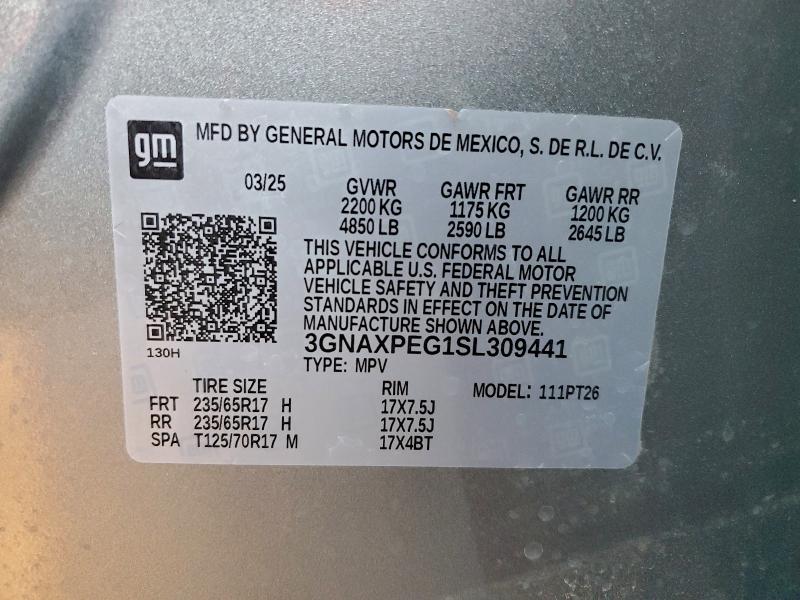 gm MFD BY GENERAL MOTORS DE MEXICO, S. DE R.L. DE C.V.
03/25 GVWR GAWR FRT GAWR RR
2200 KG 1175 KG 1200 KG
4850 LB 2590 LB 2645 LB
THIS VEHICLE CONFORMS TO ALL
APPLICABLE U.S. FEDERAL MOTOR
VEHICLE SAFETY AND THEFT PREVENTION
STANDARDS IN EFFECT ON THE DATE OF
MANUFACTURE SHOWN ABOVE.
130H 3GNAXPEG1SL309441
TYPE: MPV
TIRE SIZE RIM MODEL: 111PT26
FRT 235/65R17 H 17X7.5J
RR 235/65R17 H 17X7.5J
SPA T125/70R17 M 17X4BT